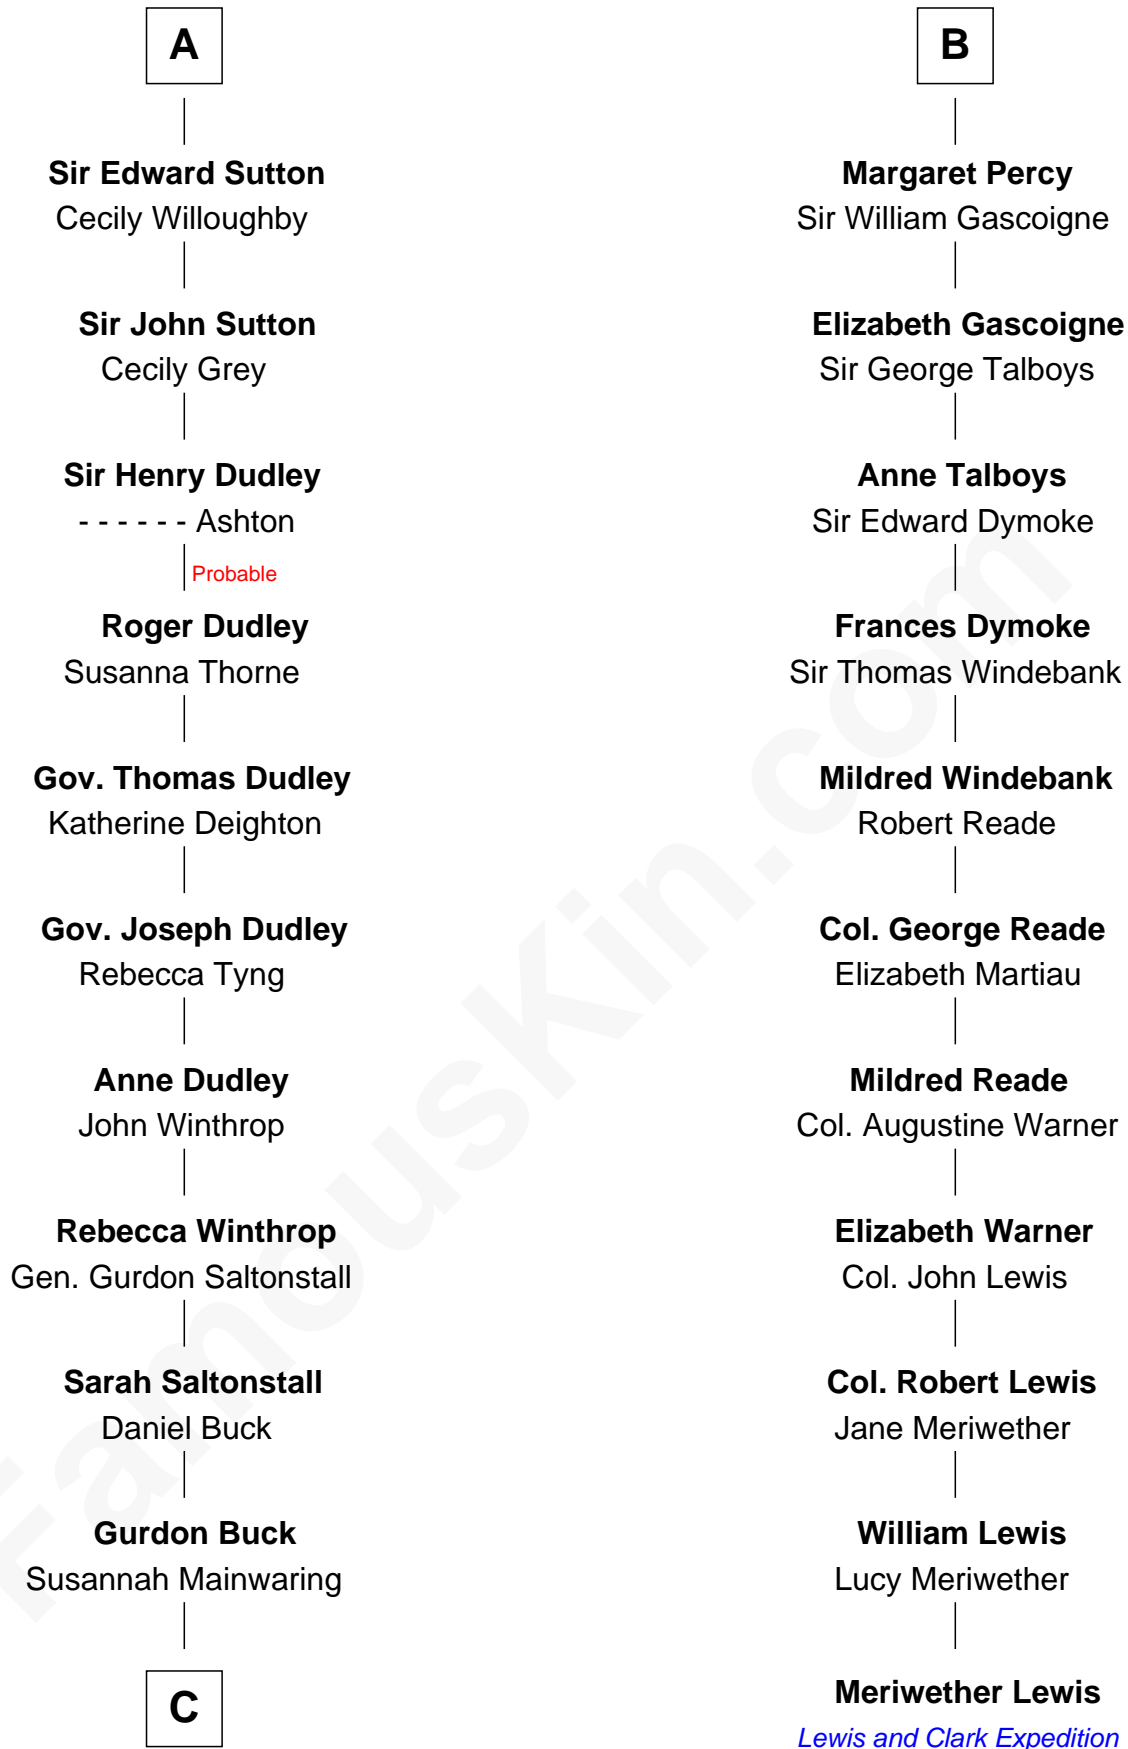 A
Sir Edward Sutton
Cecily Willoughby
Sir John Sutton
Cecily Grey
Sir Henry Dudley
- - - - - - Ashton
Probable
Roger Dudley
Susanna Thorne
Gov. Thomas Dudley
Katherine Deighton
Gov. Joseph Dudley
Rebecca Tyng
Anne Dudley
John Winthrop
Rebecca Winthrop
Gen. Gurdon Saltonstall
Sarah Saltonstall
Daniel Buck
Gurdon Buck
Susannah Mainwaring
C
B
Margaret Percy
Sir William Gascoigne
Elizabeth Gascoigne
Sir George Talboys
Anne Talboys
Sir Edward Dymoke
Frances Dymoke
Sir Thomas Windebank
Mildred Windebank
Robert Reade
Col. George Reade
Elizabeth Martiau
Mildred Reade
Col. Augustine Warner
Elizabeth Warner
Col. John Lewis
Col. Robert Lewis
Jane Meriwether
William Lewis
Lucy Meriwether
Meriwether Lewis
Lewis and Clark Expedition
FamousKin.com